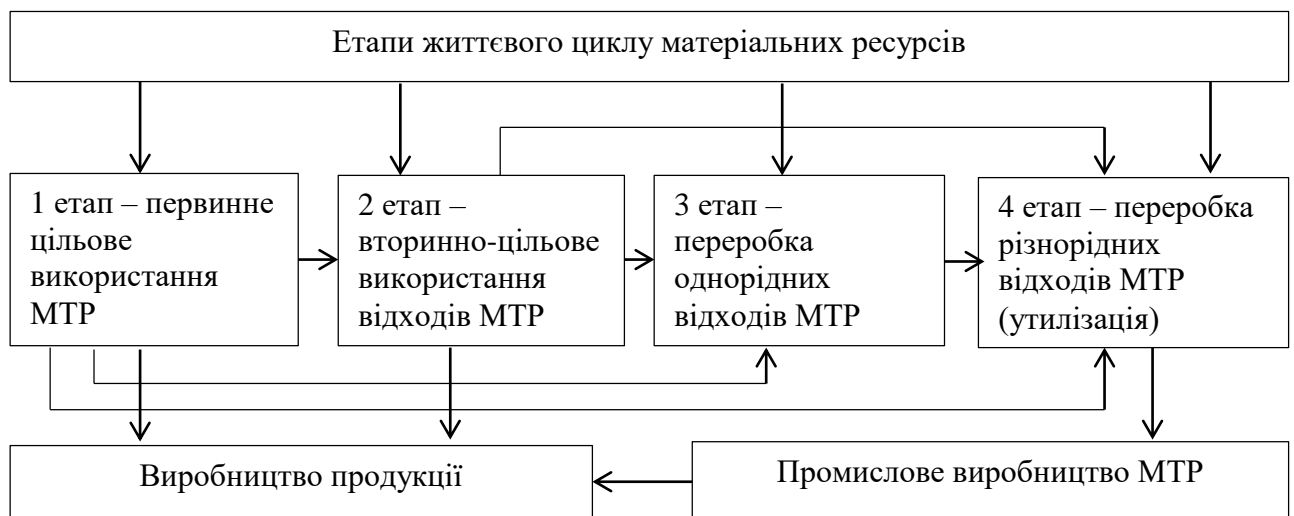 Етапи життєвого циклу матеріальних ресурсів
1 етап – первинне
цільове
використання
МТР
2 етап –
вторинно-цільове
використання
відходів МТР
3 етап –
переробка
однорідних
відходів МТР
4 етап – переробка
різнорідних
відходів МТР
(утилізація)
Виробництво продукції
Промислове виробництво МТР